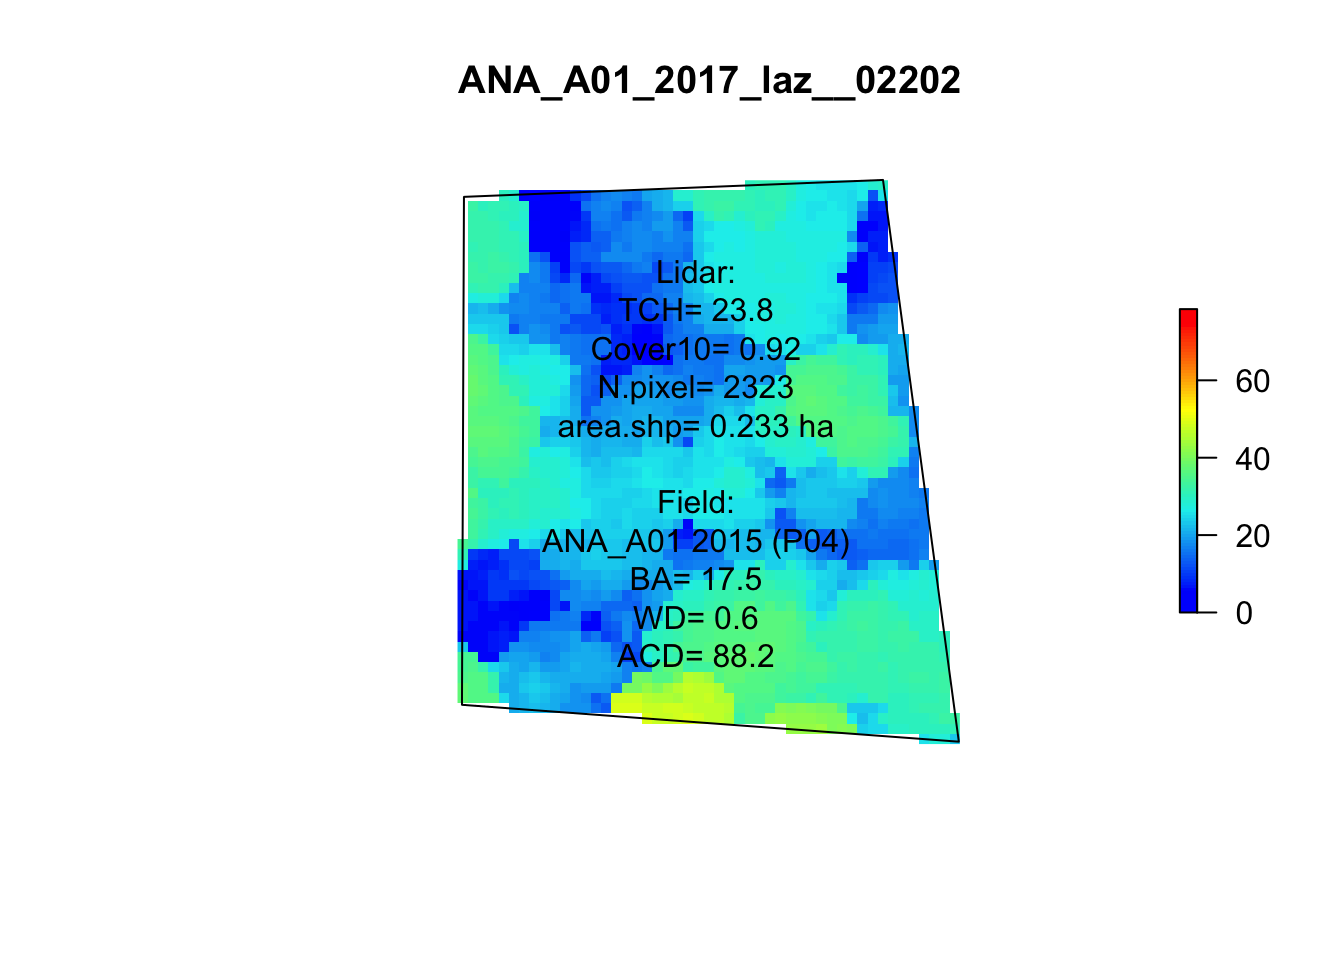 ANA_A01_2017_laz__02202
Lidar:
TCH= 23.8
Cover10= 0.92
N.pixel= 2323
area.shp= 0.233 ha
Field:
ANA_A01 2015 (P04)
BA= 17.5
WD= 0.6
ACD= 88.2
60
40
20
0